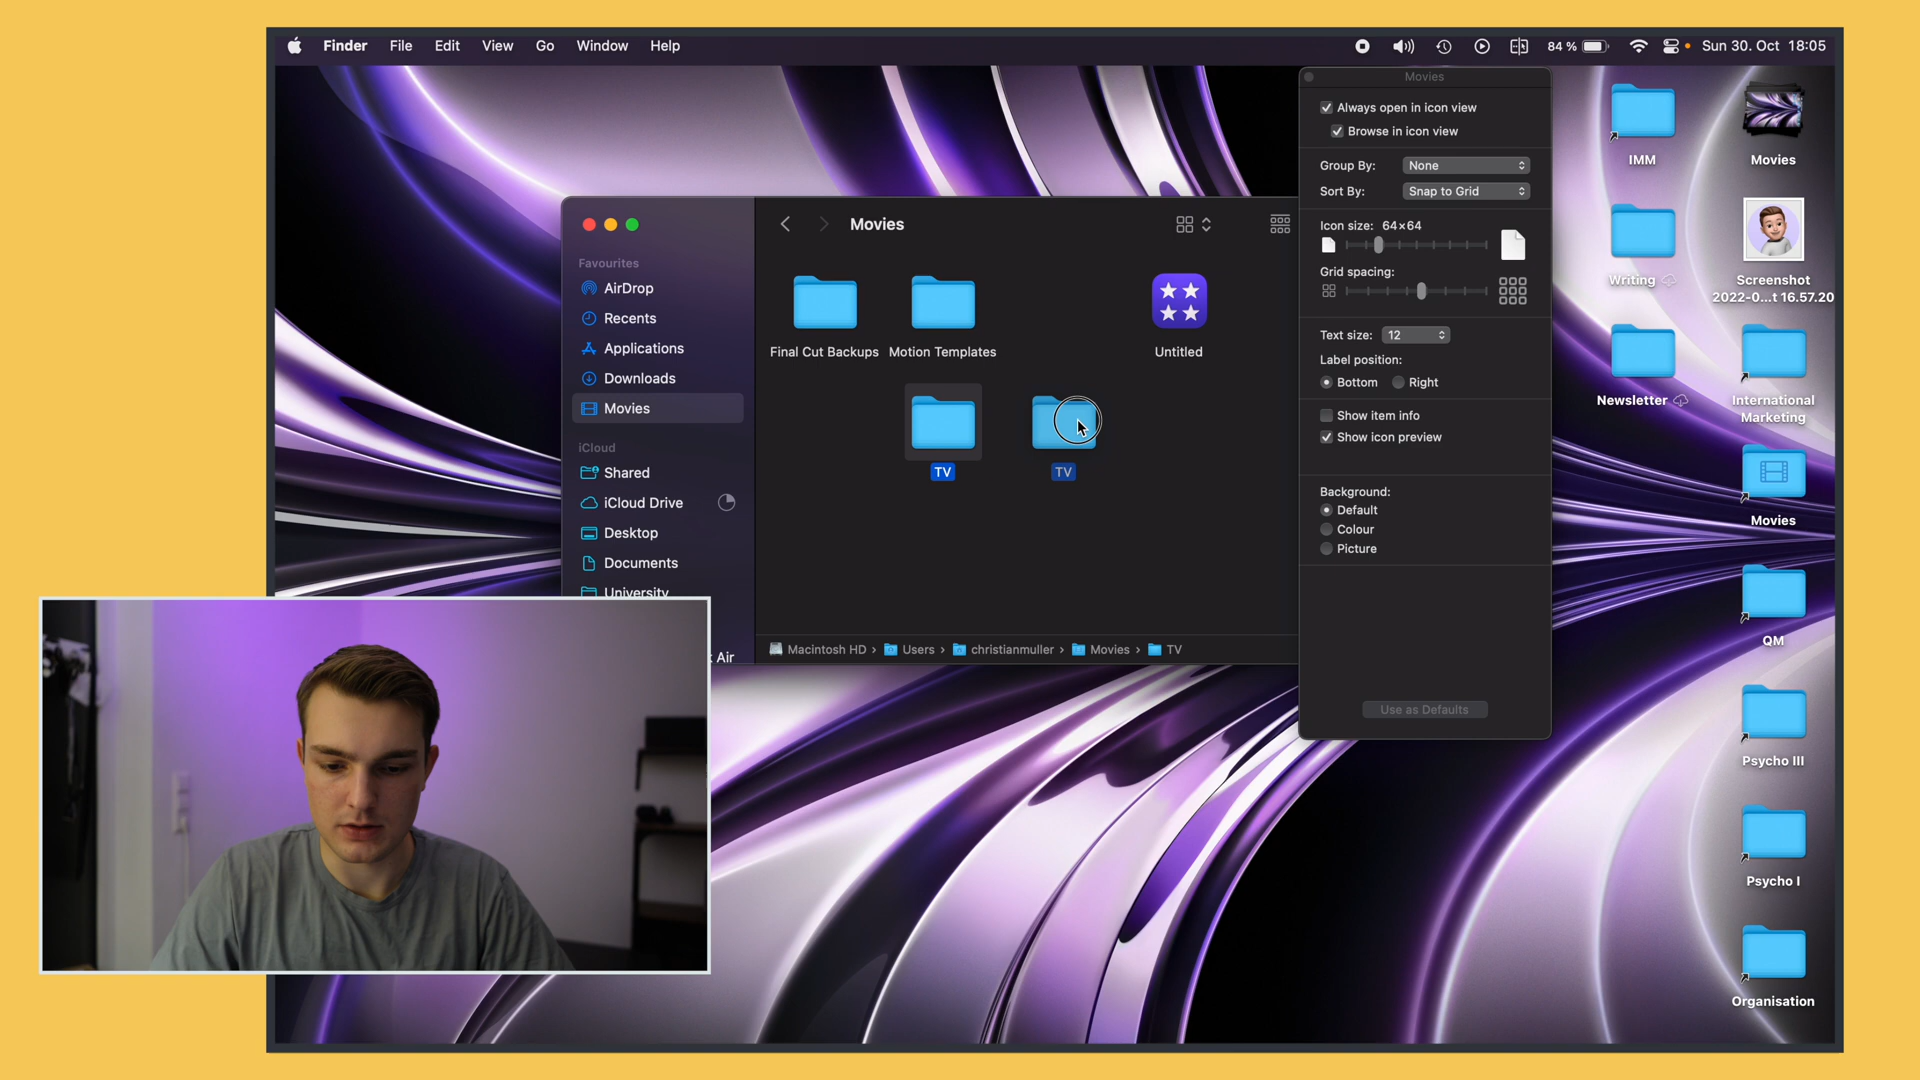 Finder File Edit View Go Window Help
84 % Sun 30. Oct 18:05
Movies
Favourites
AirDrop
Recents
Applications
Downloads
Movies
iCloud
Shared
iCloud Drive
Desktop
Documents
University
Air
Movies
Final Cut Backups
Motion Templates
Untitled
TV
TV
Macintosh HD › Users › christianmuller › Movies › TV
Movies
Always open in icon view
Browse in icon view
Group By: None
Sort By: Snap to Grid
Icon size: 64×64
Grid spacing:
Text size: 12
Label position:
Bottom Right
Show item info
Show icon preview
Background:
Default
Colour
Picture
Use as Defaults
IMM
Writing
Newsletter
Movies
Screenshot
2022-0...t 16.57.20
International
Marketing
Movies
QM
Psycho III
Psycho I
Organisation